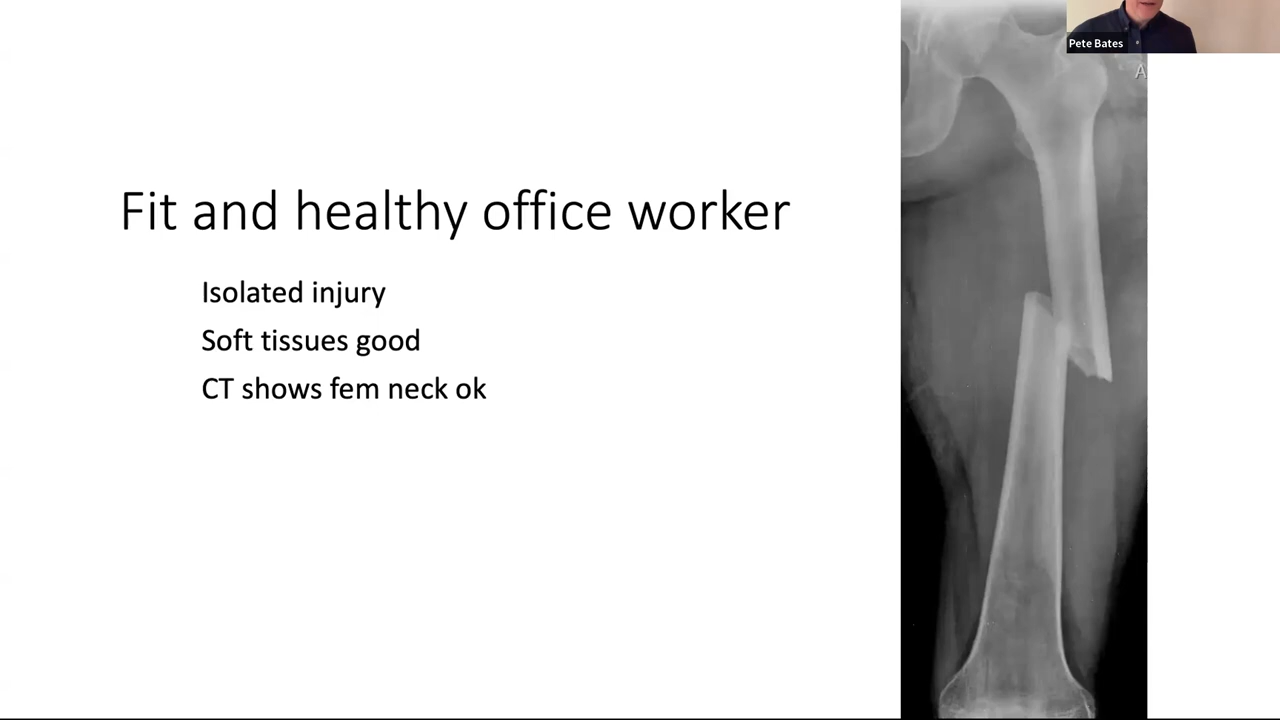 Pete Bates
A
Fit and healthy office worker
Isolated injury
Soft tissues good
CT shows fem neck ok